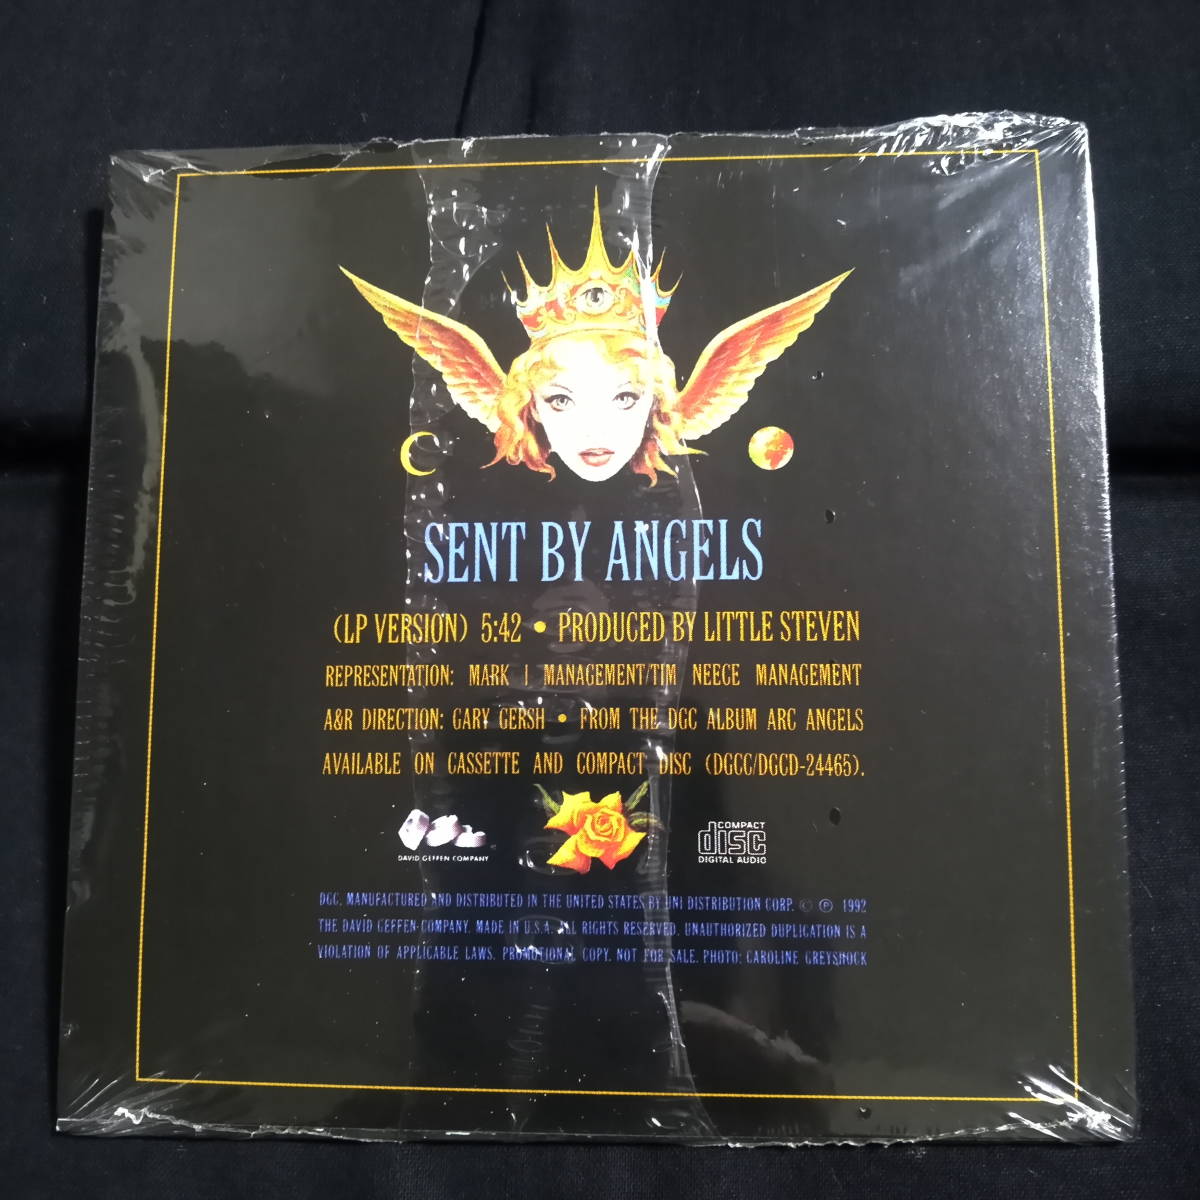 SENT BY ANGELS
(LP VERSION) 5:42 • PRODUCED BY LITTLE STEVEN
REPRESENTATION: MARK I MANAGEMENT/TIM NEECE MANAGEMENT
A&R DIRECTION: GARY GERSH • FROM THE DGC ALBUM ARC ANGELS
AVAILABLE ON CASSETTE AND COMPACT DISC (DGCC/DGCD-24465).
DAVID GEFFEN COMPANY
COMPACT
disc
DIGITAL AUDIO
DGC, MANUFACTURED AND DISTRIBUTED IN THE UNITED STATES BY UNI DISTRIBUTION CORP. © ℗ 1992
THE DAVID GEFFEN COMPANY. MADE IN U.S.A. ALL RIGHTS RESERVED. UNAUTHORIZED DUPLICATION IS A
VIOLATION OF APPLICABLE LAWS. PROMOTIONAL COPY. NOT FOR SALE. PHOTO: CAROLINE GREYSHOCK